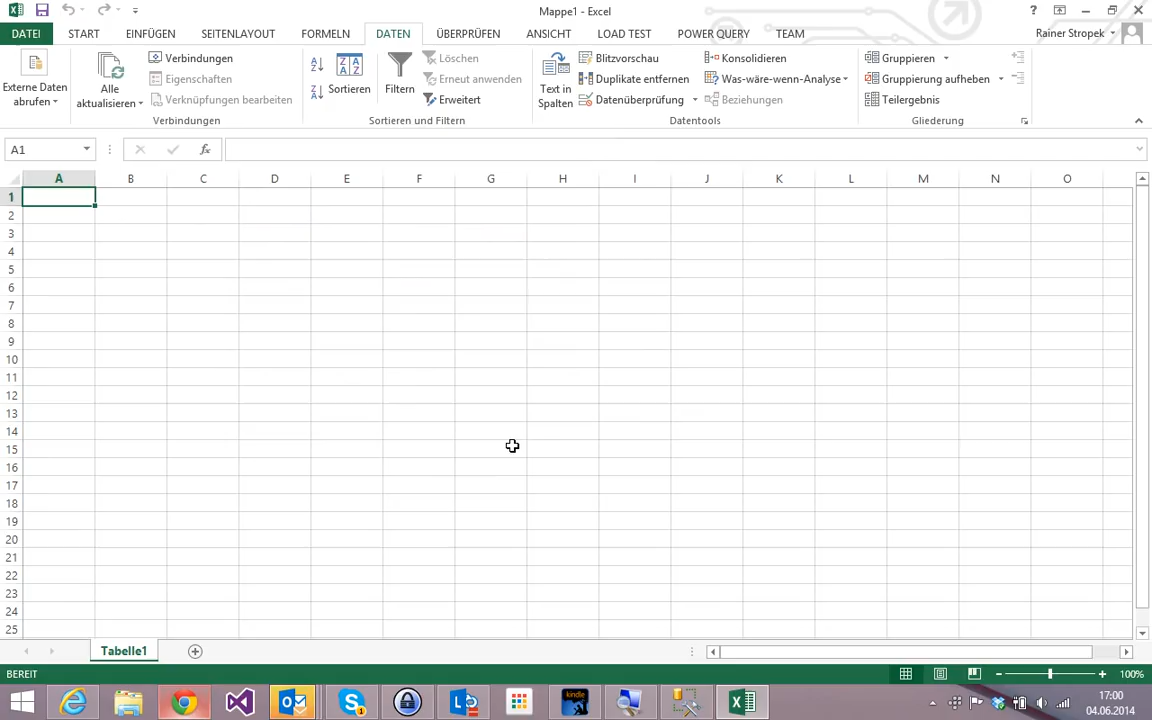 Mappe1 - Excel
DATEI START EINFÜGEN SEITENLAYOUT FORMELN DATEN ÜBERPRÜFEN ANSICHT LOAD TEST POWER QUERY TEAM Rainer Stropek
Externe Daten abrufen
Alle aktualisieren
Verbindungen
Eigenschaften
Verknüpfungen bearbeiten
Verbindungen
Sortieren
Filtern
Löschen
Erneut anwenden
Erweitert
Sortieren und Filtern
Text in Spalten
Blitzvorschau
Duplikate entfernen
Datenüberprüfung
Konsolidieren
Was-wäre-wenn-Analyse
Beziehungen
Datentools
Gruppieren
Gruppierung aufheben
Teilergebnis
Gliederung
A1
fx
A B C D E F G H I J K L M N O
1
2
3
4
5
6
7
8
9
10
11
12
13
14
15
16
17
18
19
20
21
22
23
24
25
Tabelle1
BEREIT
100%
kindle
17:00
04.06.2014